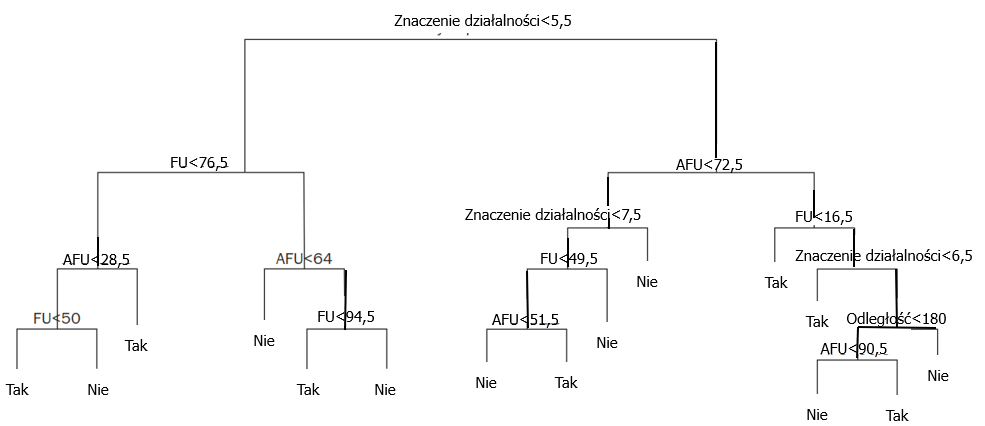 Znaczenie działalności<5,5
FU<76,5
AFU<72,5
Znaczenie działalności<7,5
FU<16,5
AFU<28,5
AFU<64
FU<49,5
Znaczenie działalności<6,5
Nie
Tak
FU<50
Tak
Nie
FU<94,5
AFU<51,5
Nie
Tak
Odległość<180
AFU<90,5
Nie
Tak
Nie
Tak
Nie
Nie
Tak
Nie
Tak